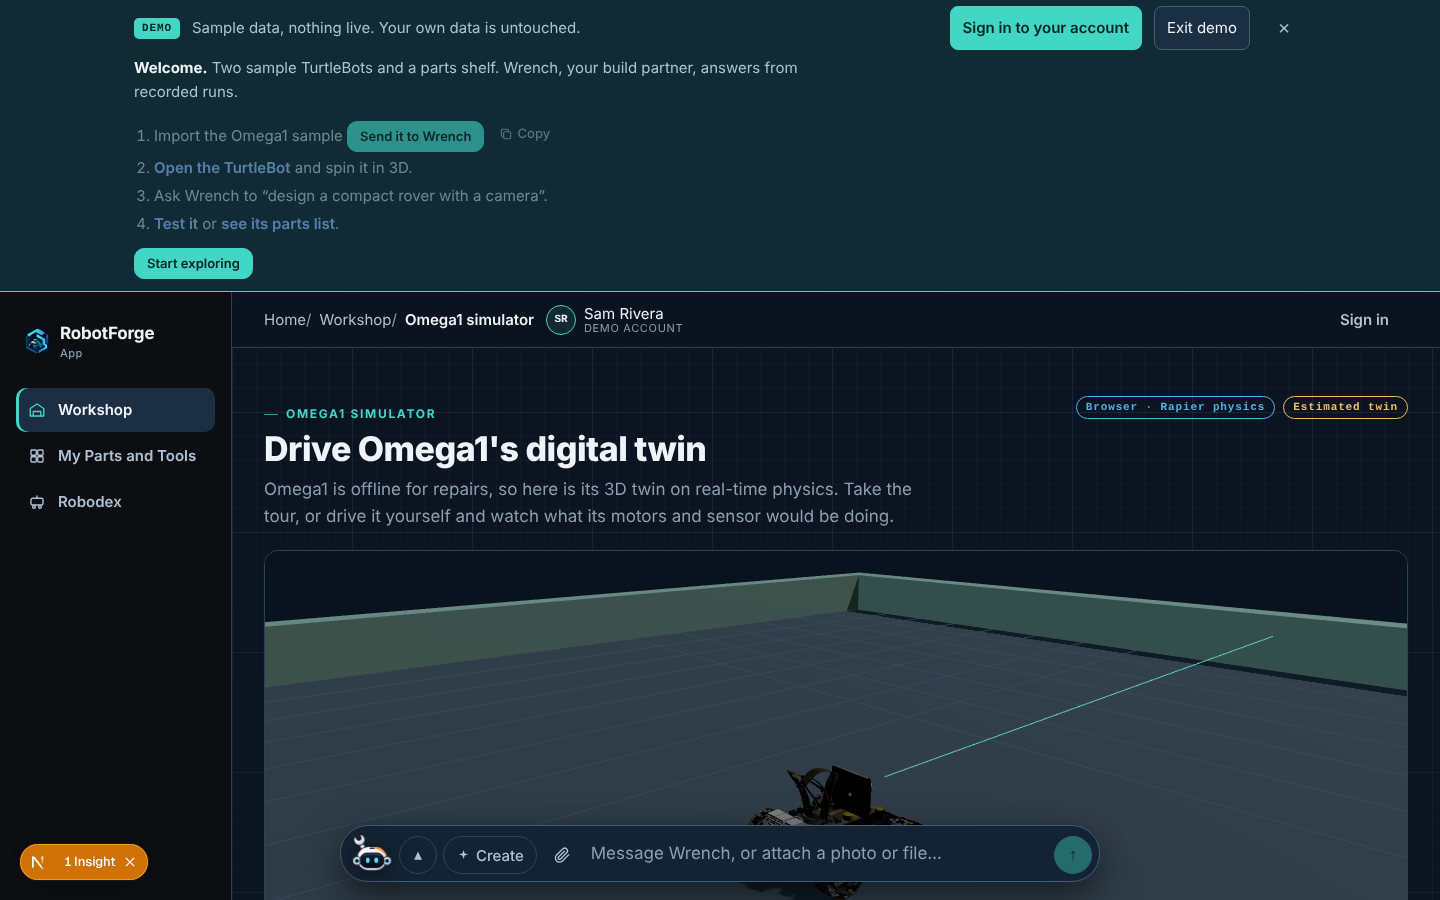 DEMO Sample data, nothing live. Your own data is untouched. Sign in to your account Exit demo ×
Welcome. Two sample TurtleBots and a parts shelf. Wrench, your build partner, answers from
recorded runs.
1. Import the Omega1 sample Send it to Wrench Copy
2. Open the TurtleBot and spin it in 3D.
3. Ask Wrench to “design a compact rover with a camera”.
4. Test it or see its parts list.
Start exploring
RobotForge
App
Workshop
My Parts and Tools
Robodex
Home/ Workshop/ Omega1 simulator SR Sam Rivera
DEMO ACCOUNT
Sign in
OMEGA1 SIMULATOR
Browser · Rapier physics Estimated twin
Drive Omega1's digital twin
Omega1 is offline for repairs, so here is its 3D twin on real-time physics. Take the
tour, or drive it yourself and watch what its motors and sensor would be doing.
+ Create Message Wrench, or attach a photo or file...
N 1 Insight ×